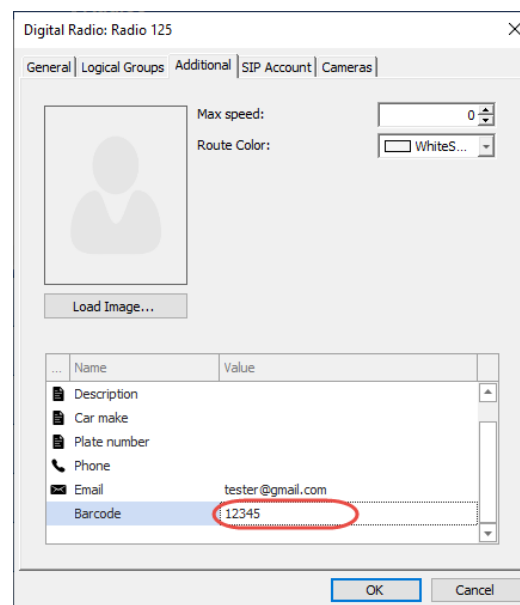 Digital Radio: Radio 125
General Logical Groups Additional SIP Account Cameras
Max speed: 0
Route Color: WhiteS...
Load Image...
... Name Value
Description
Car make
Plate number
Phone
Email tester@gmail.com
Barcode 12345
OK Cancel